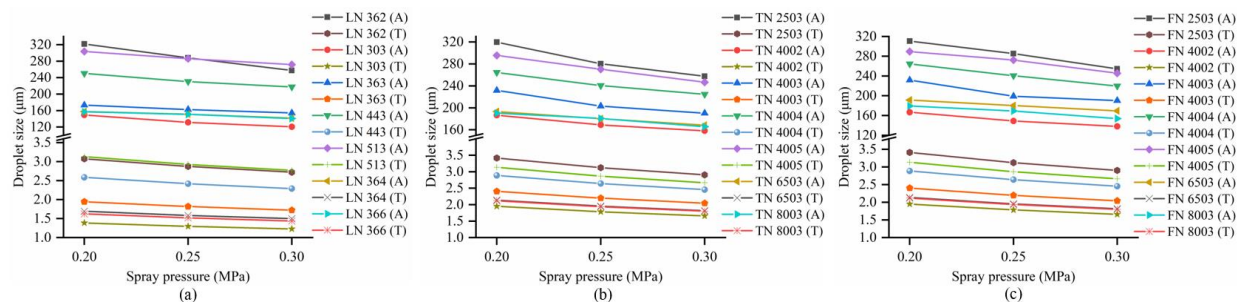 (a)
Droplet size (μm)
320
280
240
200
160
120
3.5
3.0
2.5
2.0
1.5
1.0
0.20 0.25 0.30
Spray pressure (MPa)
LN 362 (A)
LN 362 (T)
LN 303 (A)
LN 303 (T)
LN 363 (A)
LN 363 (T)
LN 443 (A)
LN 443 (T)
LN 513 (A)
LN 513 (T)
LN 364 (A)
LN 364 (T)
LN 366 (A)
LN 366 (T)
(a)
(b)
Droplet size (μm)
320
280
240
200
160
3.5
3.0
2.5
2.0
1.5
1.0
0.20 0.25 0.30
Spray pressure (MPa)
TN 2503 (A)
TN 2503 (T)
TN 4002 (A)
TN 4002 (T)
TN 4003 (A)
TN 4003 (T)
TN 4004 (A)
TN 4004 (T)
TN 4005 (A)
TN 4005 (T)
TN 6503 (A)
TN 6503 (T)
TN 8003 (A)
TN 8003 (T)
(b)
(c)
Droplet size (μm)
320
280
240
200
160
120
3.5
3.0
2.5
2.0
1.5
1.0
0.20 0.25 0.30
Spray pressure (MPa)
FN 2503 (A)
FN 2503 (T)
FN 4002 (A)
FN 4002 (T)
FN 4003 (A)
FN 4003 (T)
FN 4004 (A)
FN 4004 (T)
FN 4005 (A)
FN 4005 (T)
FN 6503 (A)
FN 6503 (T)
FN 8003 (A)
FN 8003 (T)
(c)